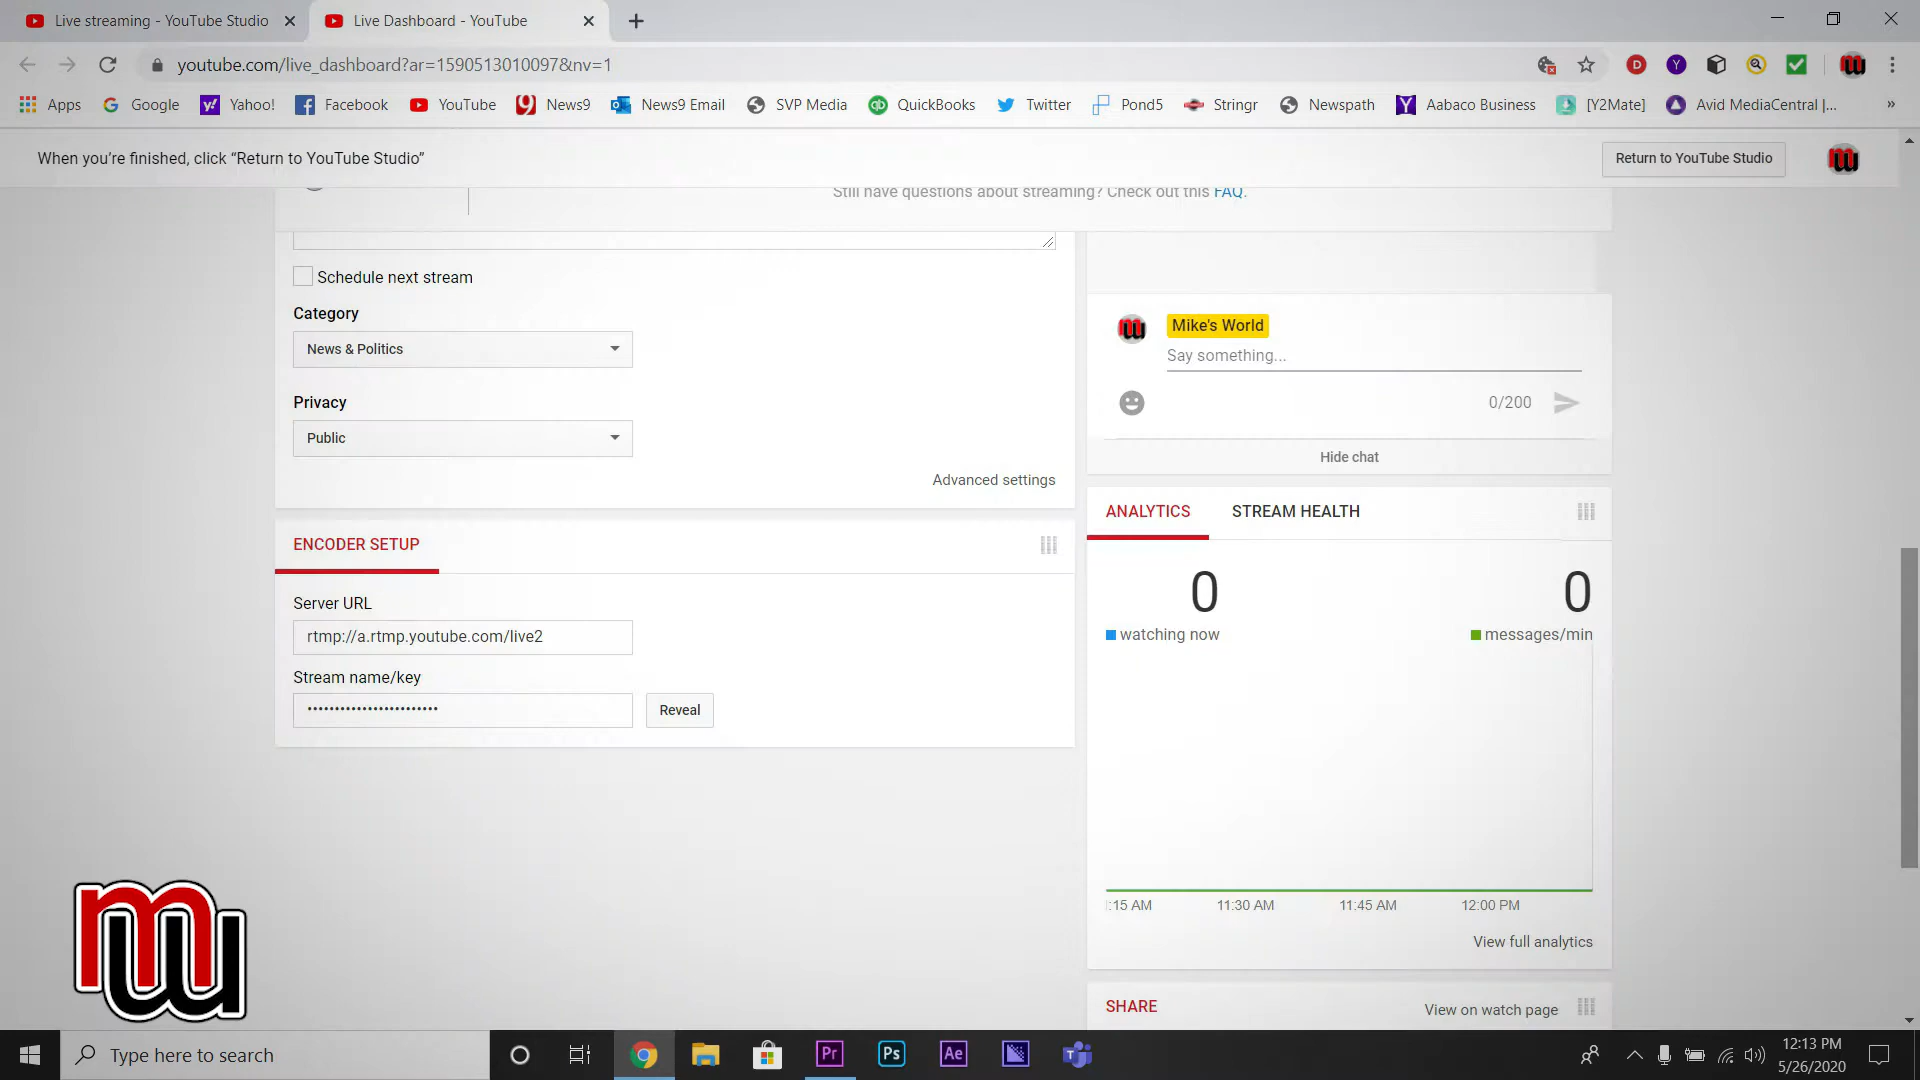 Live streaming - YouTube Studio
Live Dashboard - YouTube
youtube.com/live_dashboard?ar=1590513010097&nv=1
Apps Google Yahoo! Facebook YouTube News9 News9 Email SVP Media QuickBooks Twitter Pond5 Stringr Newspath Aabaco Business [Y2Mate] Avid MediaCentral |... »
When you're finished, click “Return to YouTube Studio”
Return to YouTube Studio
Still have questions about streaming? Check out this FAQ.
Schedule next stream
Category
News & Politics
Privacy
Public
Advanced settings
ENCODER SETUP
Server URL
rtmp://a.rtmp.youtube.com/live2
Stream name/key
••••••••••••••••••••••••
Reveal
Mike's World
Say something...
0/200
Hide chat
ANALYTICS STREAM HEALTH
0 0
watching now messages/min
:15 AM 11:30 AM 11:45 AM 12:00 PM
View full analytics
SHARE View on watch page
mw
Type here to search
Pr Ps Ae
12:13 PM
5/26/2020